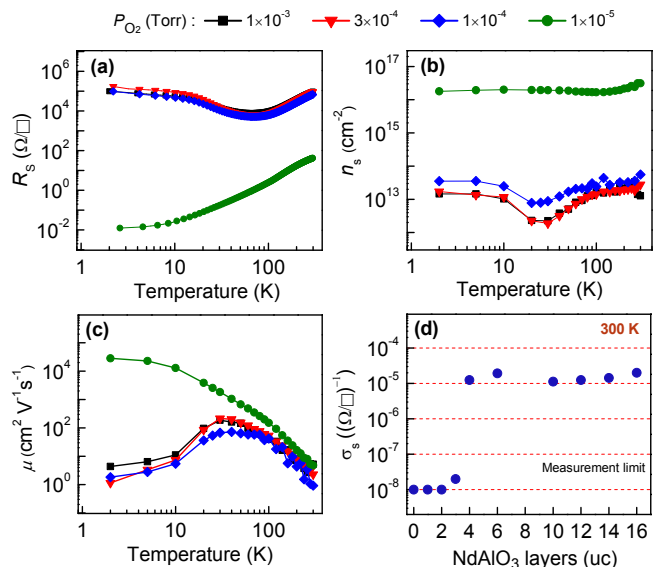 P_O₂ (Torr) : 1×10⁻³ 3×10⁻⁴ 1×10⁻⁴ 1×10⁻⁵
(a)
10⁶
10⁴
10²
10⁰
10⁻²
R_S (Ω/□)
1 10 100
Temperature (K)
(b)
10¹⁷
10¹⁶
10¹³
n_s (cm⁻²)
1 10 100
Temperature (K)
(c)
10⁴
10²
10⁰
μ (cm² V⁻¹s⁻¹)
1 10 100
Temperature (K)
(d)
300 K
10⁻⁴
10⁻⁵
10⁻⁶
10⁻⁷
10⁻⁸
σ_s ((Ω/□)⁻¹)
Measurement limit
0 2 4 6 8 10 12 14 16
NdAlO₃ layers (uc)